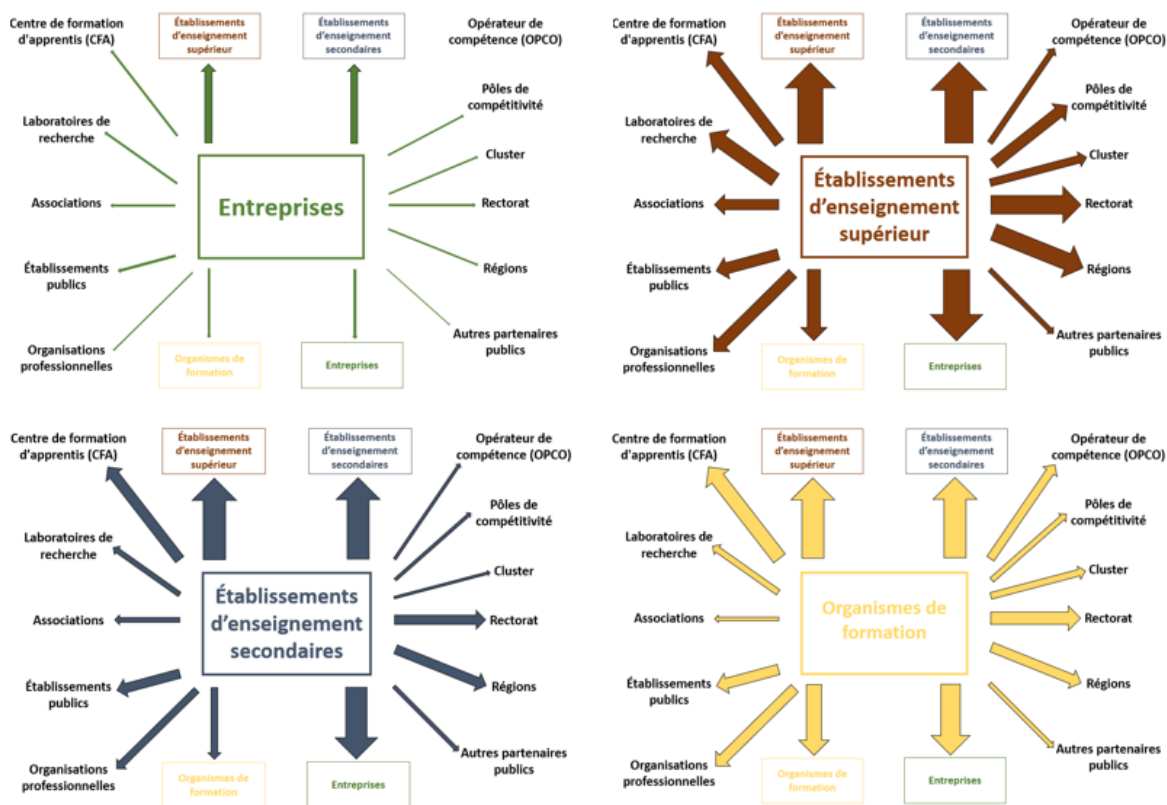 Centre de formation
d'apprentis (CFA)
Établissements
d'enseignement
supérieur
Établissements
d'enseignement
secondaires
Opérateur de
compétence (OPCO)
Laboratoires de
recherche
Pôles de
compétitivité
Cluster
Associations
Entreprises
Rectorat
Établissements
publics
Régions
Organisations
professionnelles
Organismes de
formation
Entreprises
Autres partenaires
publics
Centre de formation
d'apprentis (CFA)
Établissements
d'enseignement
supérieur
Établissements
d'enseignement
secondaires
Opérateur de
compétence (OPCO)
Laboratoires de
recherche
Pôles de
compétitivité
Cluster
Associations
Établissements
d'enseignement
supérieur
Rectorat
Établissements
publics
Régions
Organisations
professionnelles
Organismes de
formation
Entreprises
Autres partenaires
publics
Centre de formation
d'apprentis (CFA)
Établissements
d'enseignement
supérieur
Établissements
d'enseignement
secondaires
Opérateur de
compétence (OPCO)
Laboratoires de
recherche
Pôles de
compétitivité
Cluster
Associations
Établissements
d'enseignement
secondaires
Rectorat
Établissements
publics
Régions
Organisations
professionnelles
Organismes de
formation
Entreprises
Autres partenaires
publics
Centre de formation
d'apprentis (CFA)
Établissements
d'enseignement
supérieur
Établissements
d'enseignement
secondaires
Opérateur de
compétence (OPCO)
Laboratoires de
recherche
Pôles de
compétitivité
Cluster
Associations
Organismes de
formation
Rectorat
Établissements
publics
Régions
Organisations
professionnelles
Organismes de
formation
Entreprises
Autres partenaires
publics